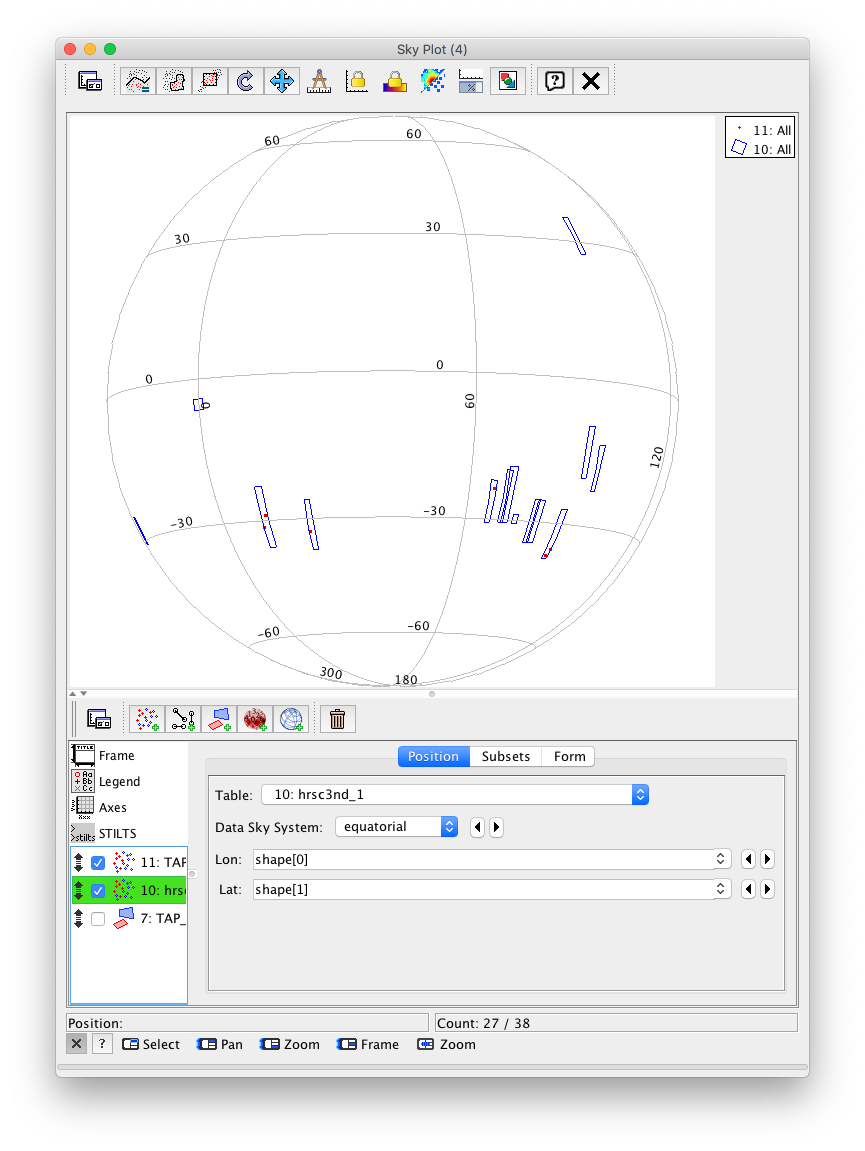 Sky Plot (4)
11: All
10: All
60
60
30
30
0
0
0
60
120
-30
-30
-60
-60
300
180
Frame
Legend
Axes
STILTS
11: TAP
10: hrs
7: TAP_
Position
Subsets
Form
Table: 10: hrsc3nd_1
Data Sky System: equatorial
Lon: shape[0]
Lat: shape[1]
Position:
Count: 27 / 38
Select Pan Zoom Frame Zoom